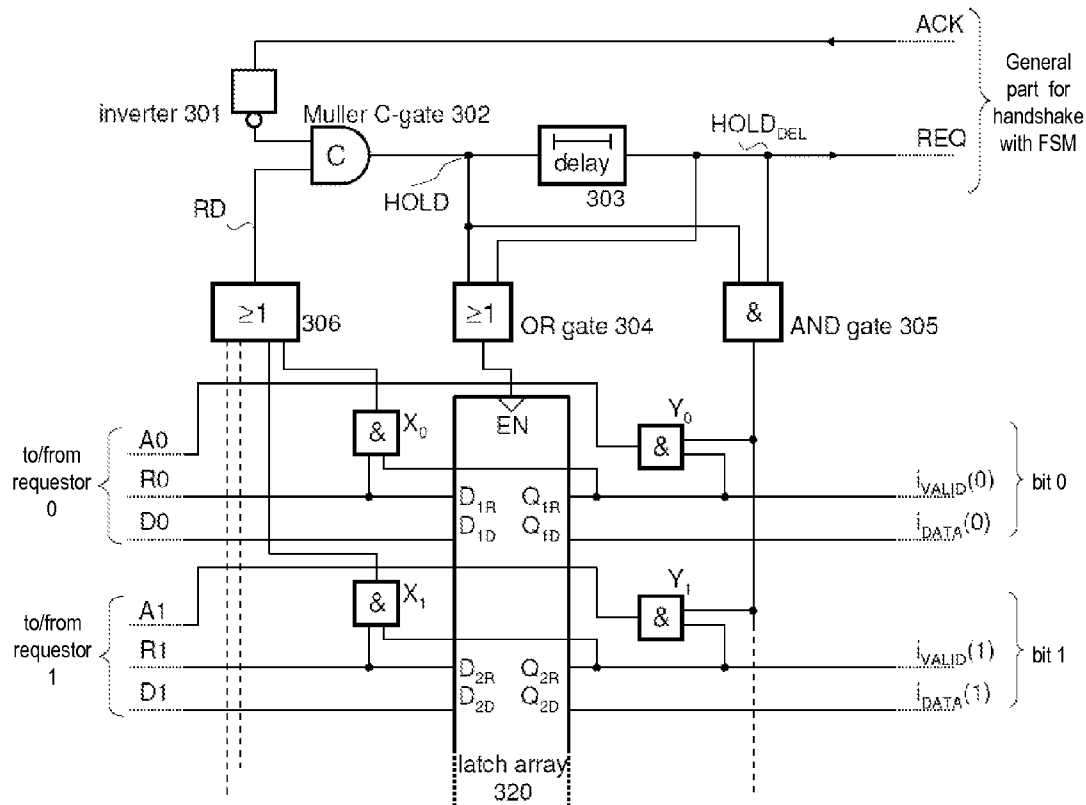 ACK
inverter 301
Muller C-gate 302
C
delay
303
HOLD
HOLD_DEL
REQ
General
part for
handshake
with FSM
RD
≥1
306
≥1
OR gate 304
&
AND gate 305
EN
&
X_0
&
Y_0
to/from
requestor
0
A0
R0
D0
D_1R
Q_1R
D_1D
Q_1D
i_VALID(0)
i_DATA(0)
bit 0
&
X_1
&
Y_1
to/from
requestor
1
A1
R1
D1
D_2R
Q_2R
D_2D
Q_2D
i_VALID(1)
i_DATA(1)
bit 1
latch array
320